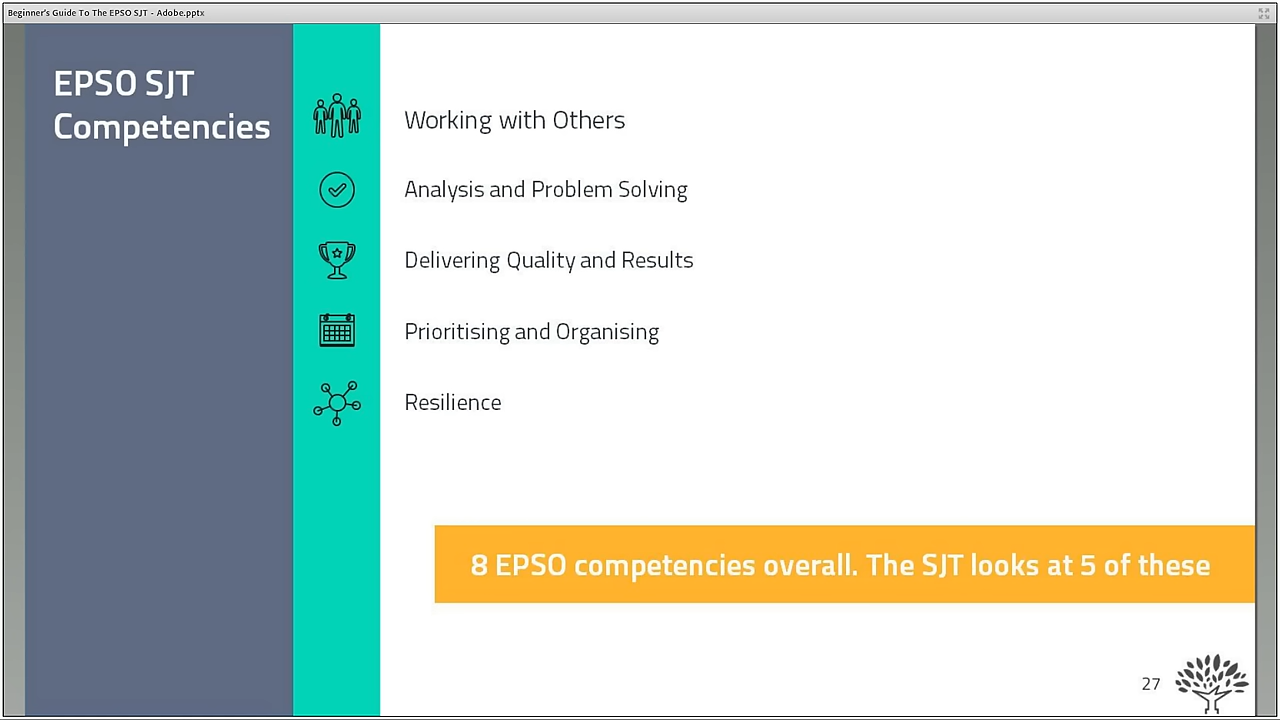 Beginner's Guide To The EPSO SJT - Adobe.pptx
EPSO SJT
Competencies
Working with Others
Analysis and Problem Solving
Delivering Quality and Results
Prioritising and Organising
Resilience
8 EPSO competencies overall. The SJT looks at 5 of these
27